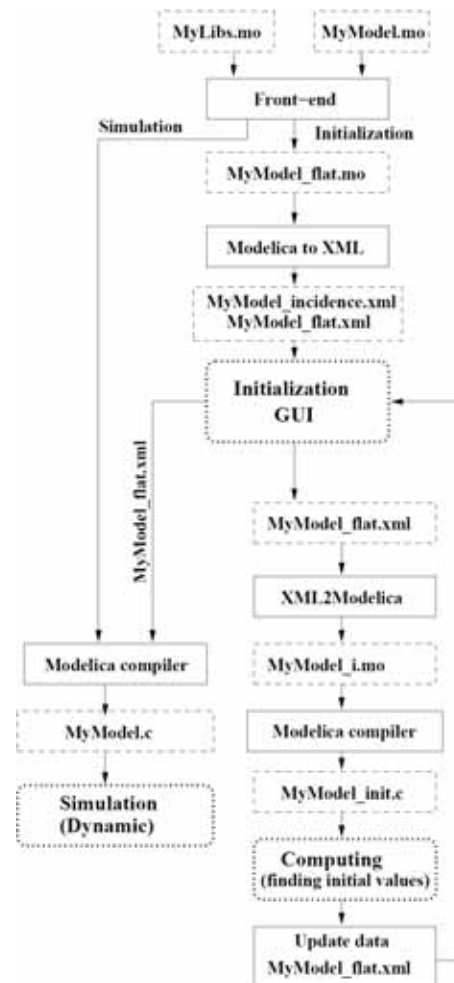 MyLibs.mo
MyModel.mo
Front-end
Simulation
Initialization
MyModel_flat.mo
Modelica to XML
MyModel_incidence.xml
MyModel_flat.xml
Initialization
GUI
MyModel_flat.xml
MyModel_flat.xml
XML2Modelica
Modelica compiler
MyModel_i.mo
MyModel.c
Modelica compiler
Simulation
(Dynamic)
MyModel_init.c
Computing
(finding initial values)
Update data
MyModel_flat.xml